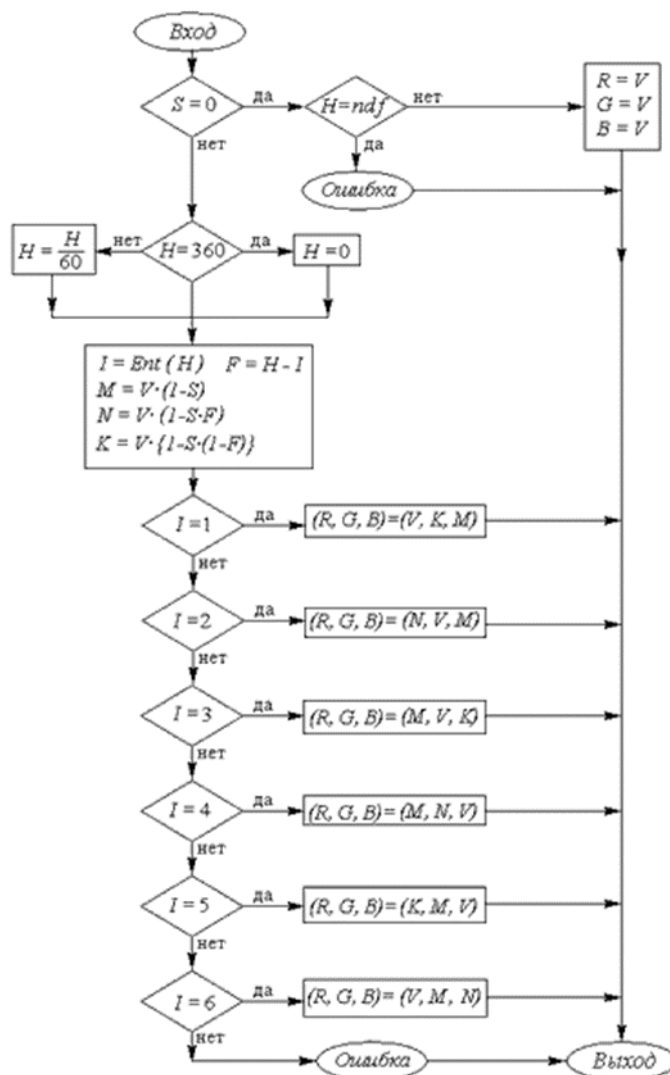 Вход
S = 0
да
H=ndf
нет
R = V
G = V
B = V
нет
да
Ошибка
H = H/60
нет
H=360
да
H=0
I = Ent (H) F = H - I
M = V·(1-S)
N = V·(1-S·F)
K = V·{1-S·(1-F)}
I =1
да
(R, G, B)=(V, K, M)
нет
I =2
да
(R, G, B)=(N, V, M)
нет
I = 3
да
(R, G, B)=(M, V, K)
нет
I = 4
да
(R, G, B)=(M, N, V)
нет
I = 5
да
(R, G, B)=(K, M, V)
нет
I = 6
да
(R, G, B)=(V, M, N)
нет
Ошибка
Выход